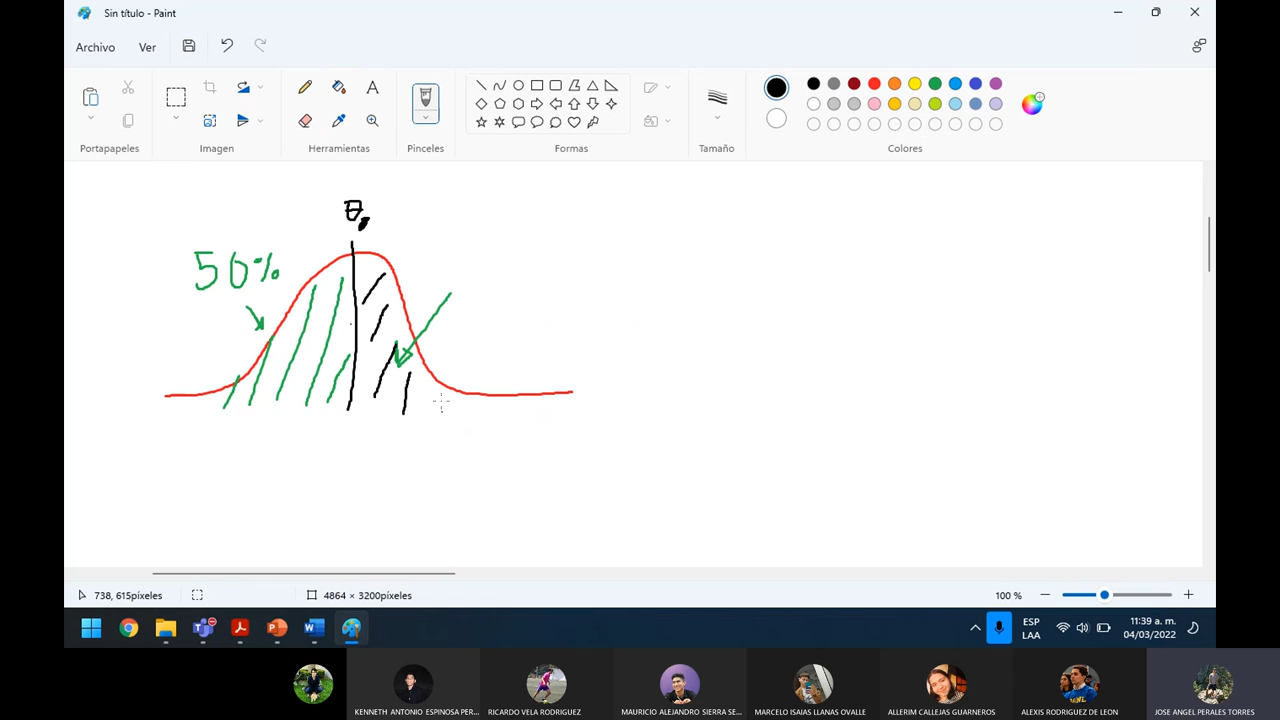 Sin título - Paint
Archivo
Ver
Portapapeles
Imagen
Herramientas
Pinceles
Formas
Tamaño
Colores
50%
738, 615píxeles
4864 × 3200píxeles
100 %
ESP
LAA
11:39 a. m.
04/03/2022
KENNETH ANTONIO ESPINOSA PER...
RICARDO VELA RODRIGUEZ
MAURICIO ALEJANDRO SIERRA SE...
MARCELO ISAIAS LLANAS OVALLE
ALLERIM CALLEJAS GUARNEROS
ALEXIS RODRIGUEZ DE LEON
JOSE ANGEL PERALES TORRES